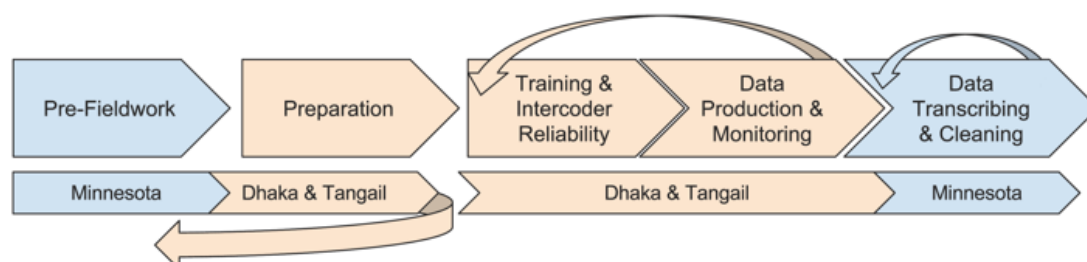 Pre-Fieldwork
Preparation
Training &
Intercoder
Reliability
Data
Production &
Monitoring
Data
Transcribing
& Cleaning
Minnesota
Dhaka & Tangail
Dhaka & Tangail
Minnesota